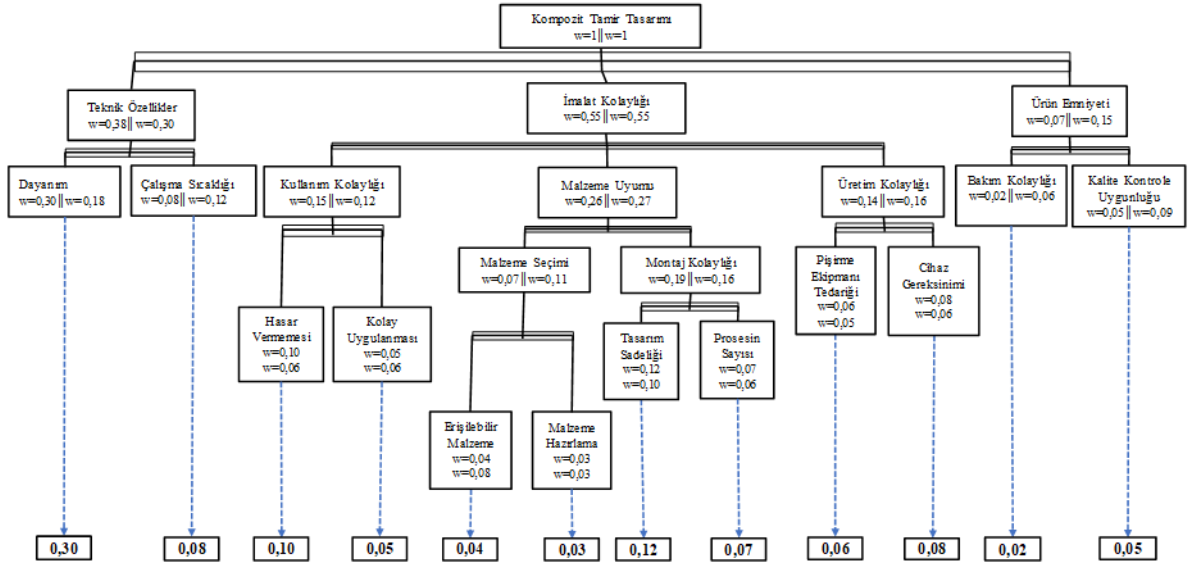 Kompozit Tamir Tasarımı
w=1||w=1
Teknik Özellikler
w=0,38||w=0,30
İmalat Kolaylığı
w=0,55||w=0,55
Ürün Emniyeti
w=0,07||w=0,15
Dayanım
w=0,30||w=0,18
Çalışma Sıcaklığı
w=0,08||w=0,12
Kullanım Kolaylığı
w=0,15||w=0,12
Malzeme Uyumu
w=0,26||w=0,27
Üretim Kolaylığı
w=0,14||w=0,16
Bakım Kolaylığı
w=0,02||w=0,06
Kalite Kontrole
Uygunluğu
w=0,05||w=0,09
Malzeme Seçimi
w=0,07||w=0,11
Montaj Kolaylığı
w=0,19||w=0,16
Pişirme
Ekipmanı
Tedariği
w=0,06
w=0,05
Cihaz
Gereksinimi
w=0,08
w=0,06
Hasar
Vermemesi
w=0,10
w=0,06
Kolay
Uygulanması
w=0,05
w=0,06
Tasarım
Sadeliği
w=0,12
w=0,10
Prosesin
Sayısı
w=0,07
w=0,06
Erişilebilir
Malzeme
w=0,04
w=0,08
Malzeme
Hazırlama
w=0,03
w=0,03
0,30
0,08
0,10
0,05
0,04
0,03
0,12
0,07
0,06
0,08
0,02
0,05